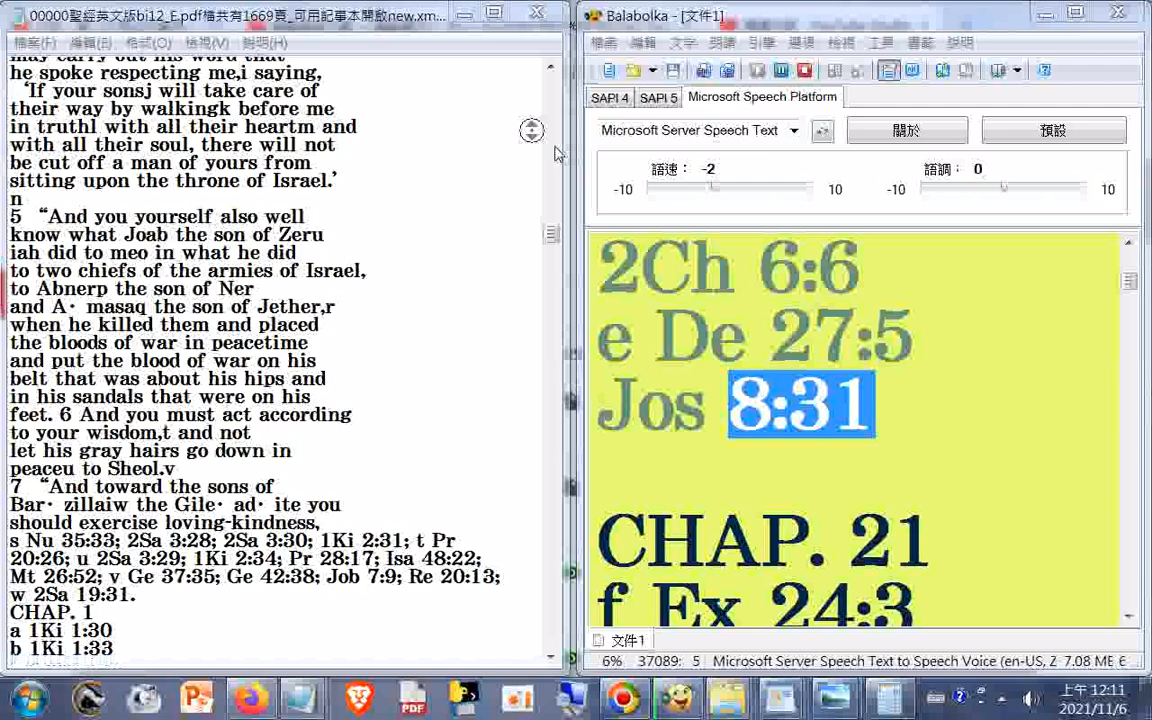 00000聖經英文版bi12_E.pdf檔共有1669頁_可用記事本開啟new.xm...
檔案(F) 編輯(E) 格式(O) 檢視(V) 說明(H)
may carry out his word that
he spoke respecting me,i saying,
‘If your sonsj will take care of
their way by walkingk before me
in truthl with all their heartm and
with all their soul, there will not
be cut off a man of yours from
sitting upon the throne of Israel.’
n
5 “And you yourself also well
know what Joab the son of Zeru
iah did to meo in what he did
to two chiefs of the armies of Israel,
to Abnerp the son of Ner
and A· masaq the son of Jether,r
when he killed them and placed
the bloods of war in peacetime
and put the blood of war on his
belt that was about his hips and
in his sandals that were on his
feet. 6 And you must act according
to your wisdom,t and not
let his gray hairs go down in
peaceu to Sheol.v
7 “And toward the sons of
Bar· zillaiw the Gile· ad· ite you
should exercise loving-kindness,
s Nu 35:33; 2Sa 3:28; 2Sa 3:30; 1Ki 2:31; t Pr
20:26; u 2Sa 3:29; 1Ki 2:34; Pr 28:17; Isa 48:22;
Mt 26:52; v Ge 37:35; Ge 42:38; Job 7:9; Re 20:13;
w 2Sa 19:31.
CHAP. 1
a 1Ki 1:30
b 1Ki 1:33
Balabolka - [文件1]
檔案 編輯 文字 朗讀 引擎 選項 檢視 工具 書籤 說明
SAPI 4 SAPI 5 Microsoft Speech Platform
Microsoft Server Speech Text 關於 預設
語速： -2 語調： 0
-10 10 -10 10
2Ch 6:6
e De 27:5
Jos 8:31
CHAP. 21
f Ex 24:3
文件1
6% 37089: 5 Microsoft Server Speech Text to Speech Voice (en-US, Z 7.08 MB 6
上午 12:11
2021/11/6